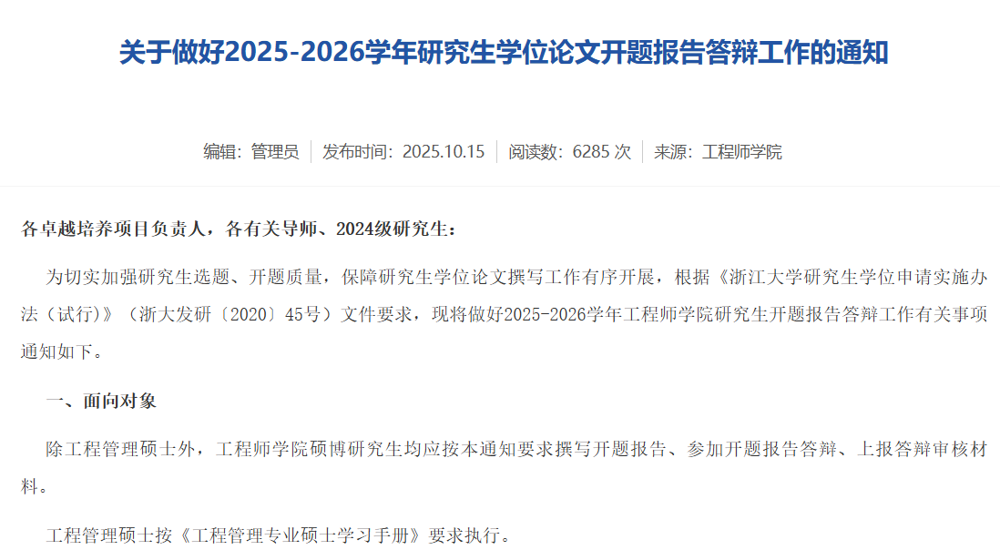 关于做好2025-2026学年研究生学位论文开题报告答辩工作的通知
编辑：管理员 发布时间：2025.10.15 阅读数：6285 次 来源：工程师学院
各卓越培养项目负责人，各有关导师、2024级研究生：
为切实加强研究生选题、开题质量，保障研究生学位论文撰写工作有序开展，根据《浙江大学研究生学位申请实施办
法（试行)》（浙大发研〔2020〕45号）文件要求，现将做好2025-2026学年工程师学院研究生开题报告答辩工作有关事项
通知如下。
一、面向对象
除工程管理硕士外，工程师学院硕博研究生均应按本通知要求撰写开题报告、参加开题报告答辩、上报答辩审核材
料。
工程管理硕士按《工程管理专业硕士学习手册》要求执行。